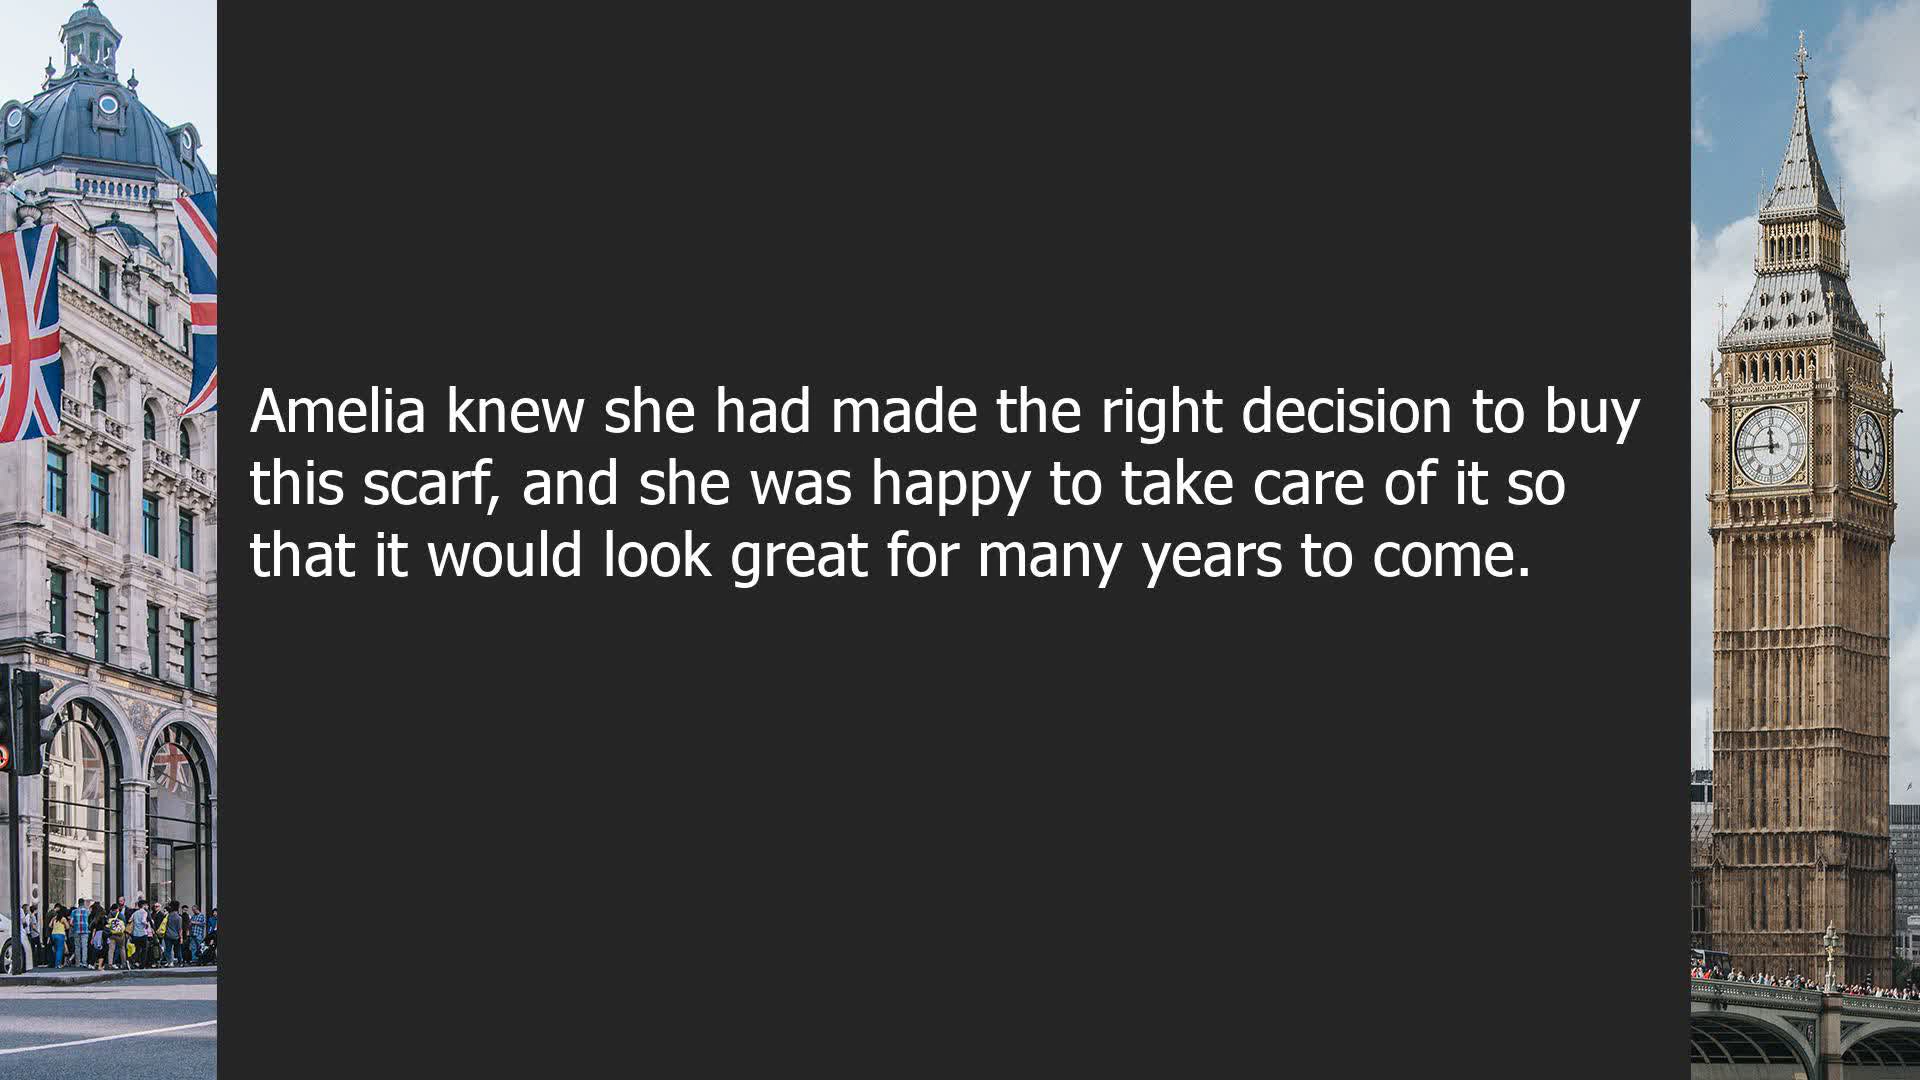 Amelia knew she had made the right decision to buy
this scarf, and she was happy to take care of it so
that it would look great for many years to come.